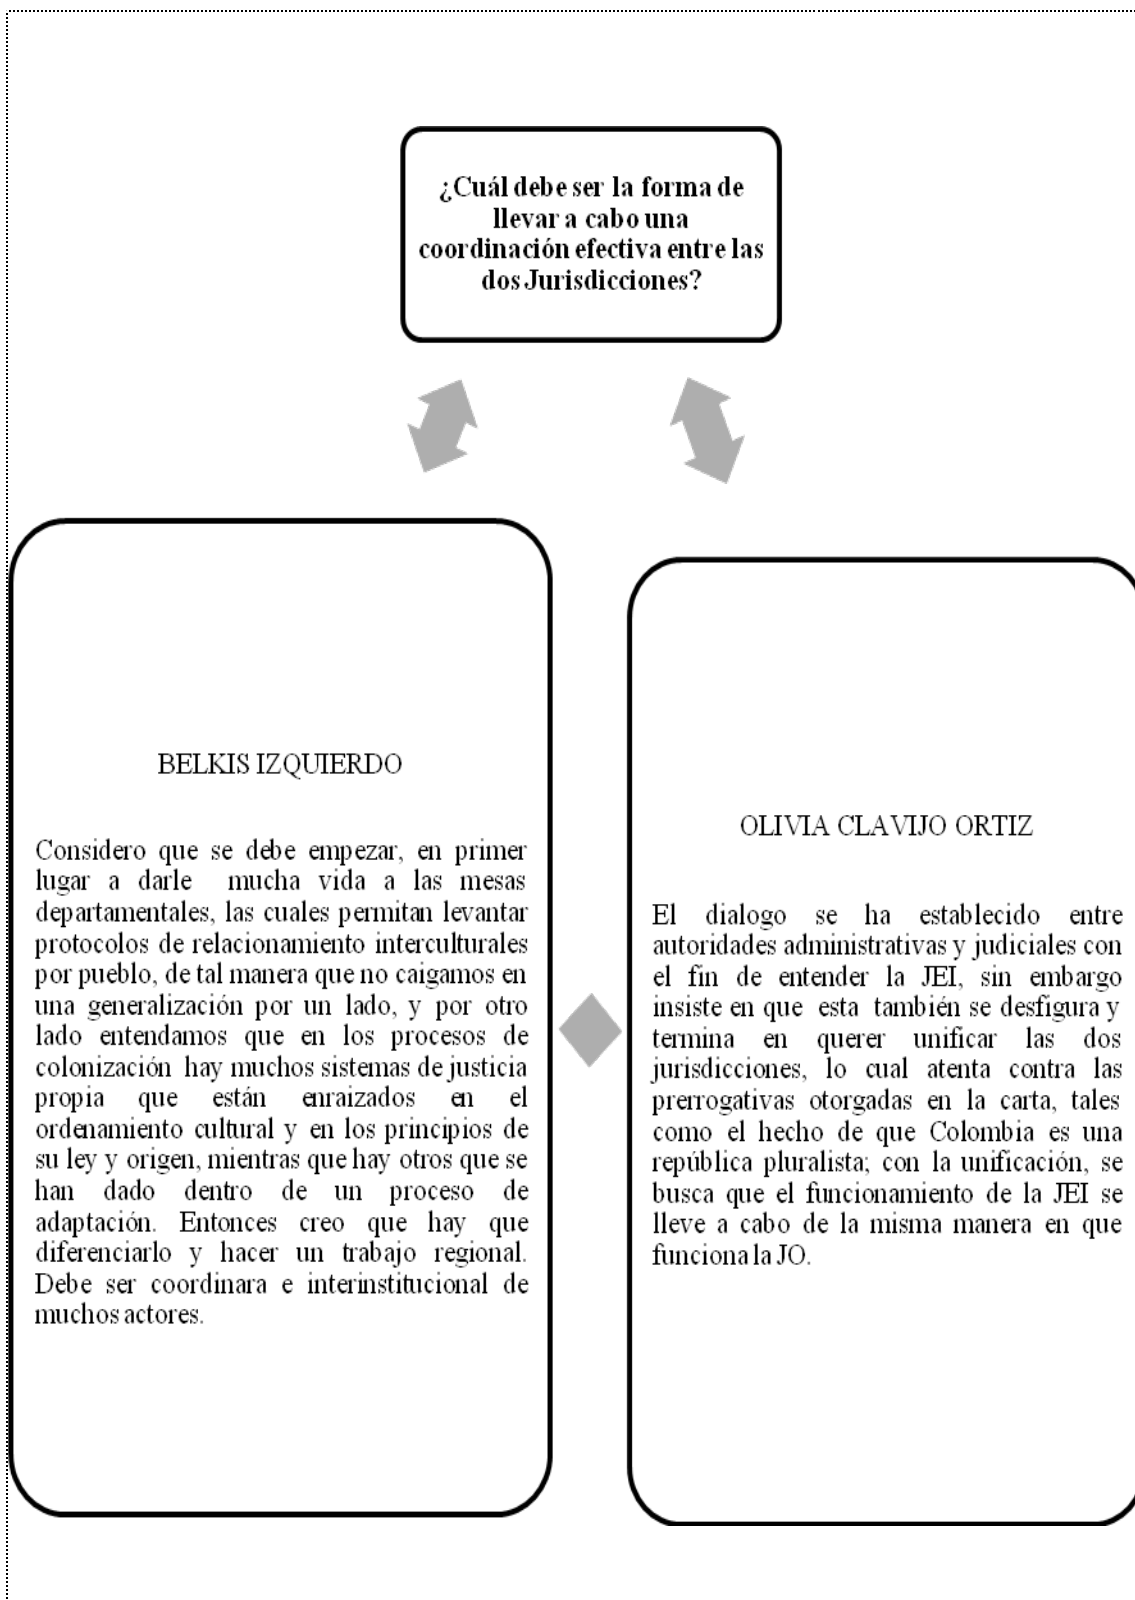 ¿Cuál debe ser la forma de
llevar a cabo una
coordinación efectiva entre las
dos Jurisdicciones?
BELKIS IZQUIERDO
Considero que se debe empezar, en primer
lugar a darle mucha vida a las mesas
departamentales, las cuales permitan levantar
protocolos de relacionamiento interculturales
por pueblo, de tal manera que no caigamos en
una generalización por un lado, y por otro
lado entendamos que en los procesos de
colonización hay muchos sistemas de justicia
propia que están enraizados en el
ordenamiento cultural y en los principios de
su ley y origen, mientras que hay otros que se
han dado dentro de un proceso de
adaptación. Entonces creo que hay que
diferenciarlo y hacer un trabajo regional.
Debe ser coordinara e interinstitucional de
muchos actores.
OLIVIA CLAVIJO ORTIZ
El dialogo se ha establecido entre
autoridades administrativas y judiciales con
el fin de entender la JEI, sin embargo
insiste en que esta también se desfigura y
termina en querer unificar las dos
jurisdicciones, lo cual atenta contra las
prerrogativas otorgadas en la carta, tales
como el hecho de que Colombia es una
república pluralista; con la unificación, se
busca que el funcionamiento de la JEI se
lleve a cabo de la misma manera en que
funciona la JO.